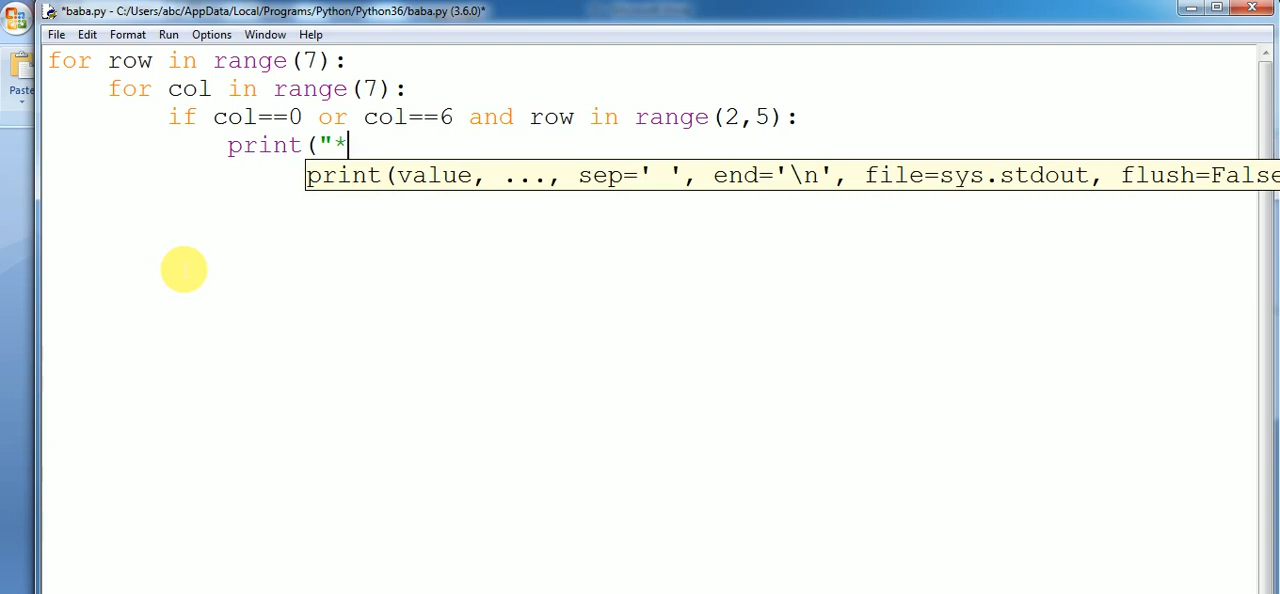 *baba.py - C:/Users/abc/AppData/Local/Programs/Python/Python36/baba.py (3.6.0)*
File Edit Format Run Options Window Help
Paste
for row in range(7):
    for col in range(7):
        if col==0 or col==6 and row in range(2,5):
            print("*
print(value, ..., sep=' ', end='\n', file=sys.stdout, flush=False